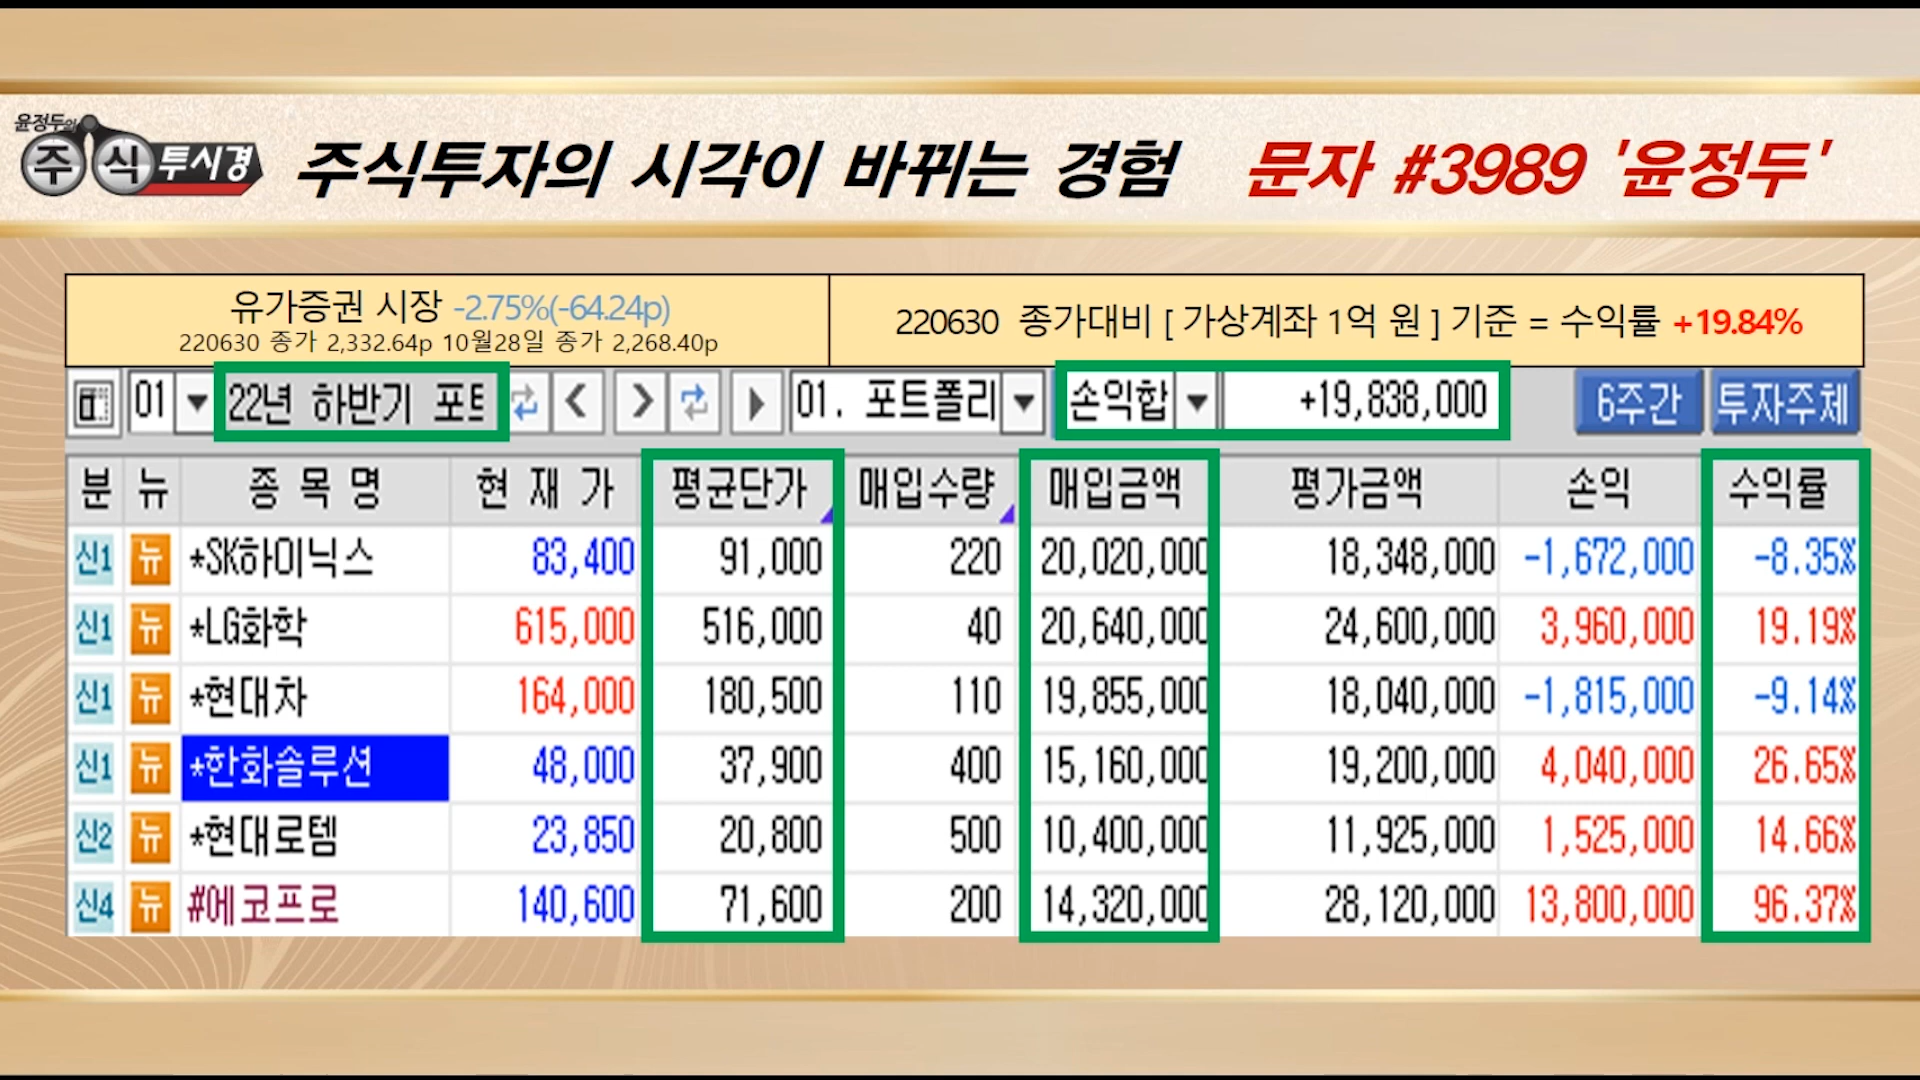 윤정두의
주식투시경
주식투자의 시각이 바뀌는 경험 문자 #3989 '윤정두'
유가증권 시장 -2.75%(-64.24p)
220630 종가 2,332.64p 10월28일 종가 2,268.40p
220630 종가대비 [ 가상계좌 1억 원 ] 기준 = 수익률 +19.84%
01 22년 하반기 포트 01. 포트폴리 손익합 +19,838,000 6주간 투자주체
분 뉴 종목명 현재가 평균단가 매입수량 매입금액 평가금액 손익 수익률
신1 뉴 *SK하이닉스 83,400 91,000 220 20,020,000 18,348,000 -1,672,000 -8.35%
신1 뉴 *LG화학 615,000 516,000 40 20,640,000 24,600,000 3,960,000 19.19%
신1 뉴 *현대차 164,000 180,500 110 19,855,000 18,040,000 -1,815,000 -9.14%
신1 뉴 *한화솔루션 48,000 37,900 400 15,160,000 19,200,000 4,040,000 26.65%
신2 뉴 *현대로템 23,850 20,800 500 10,400,000 11,925,000 1,525,000 14.66%
신4 뉴 #에코프로 140,600 71,600 200 14,320,000 28,120,000 13,800,000 96.37%